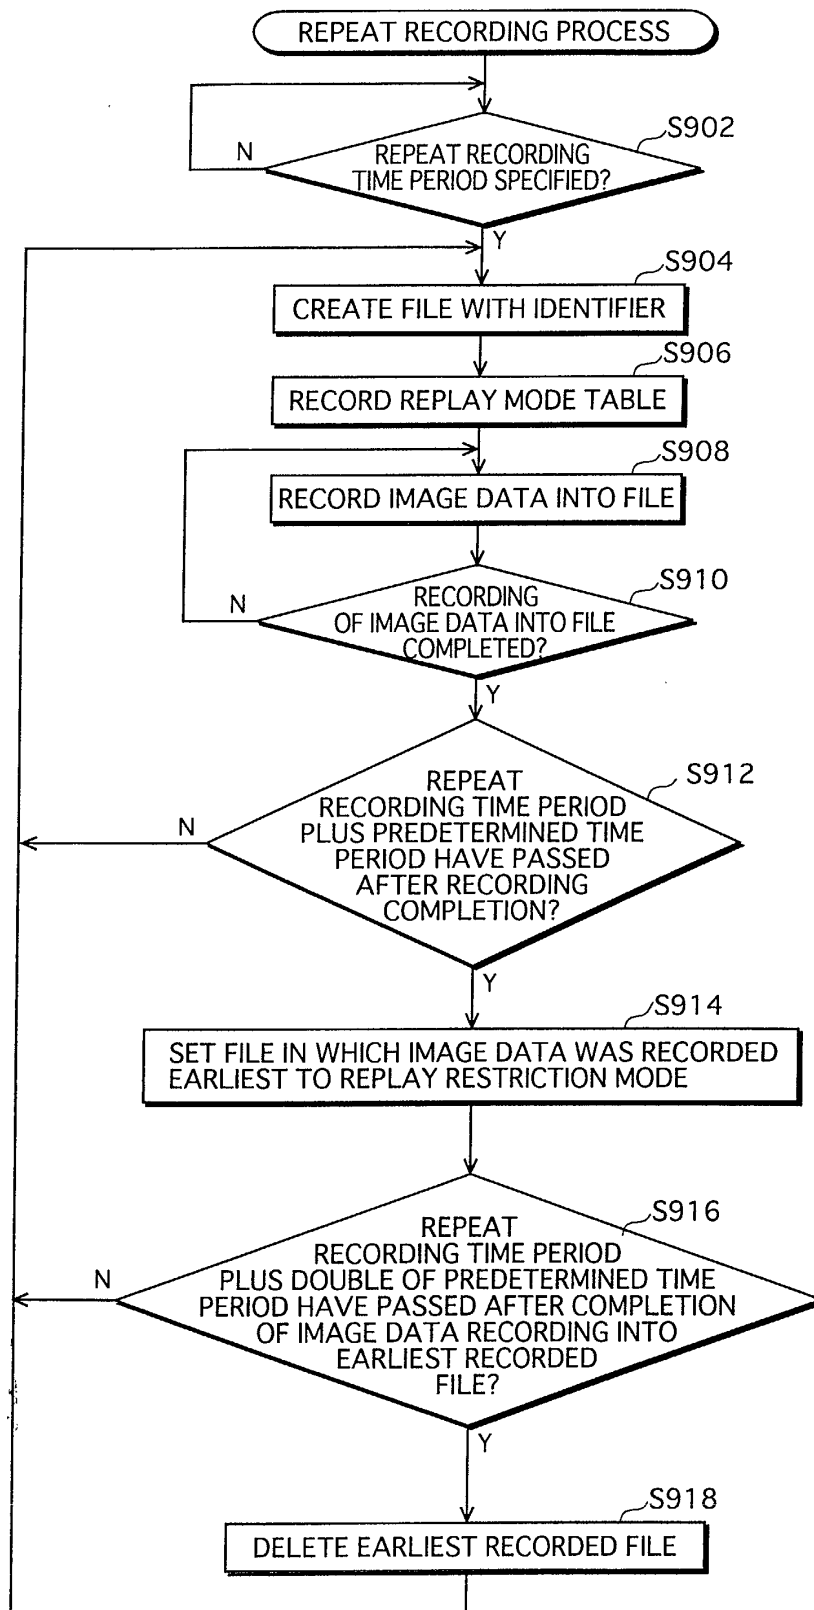 REPEAT RECORDING PROCESS
S902
N
REPEAT RECORDING
TIME PERIOD SPECIFIED?
Y
S904
CREATE FILE WITH IDENTIFIER
S906
RECORD REPLAY MODE TABLE
S908
RECORD IMAGE DATA INTO FILE
S910
N
RECORDING
OF IMAGE DATA INTO FILE
COMPLETED?
Y
S912
N
REPEAT
RECORDING TIME PERIOD
PLUS PREDETERMINED TIME
PERIOD HAVE PASSED
AFTER RECORDING
COMPLETION?
Y
S914
SET FILE IN WHICH IMAGE DATA WAS RECORDED
EARLIEST TO REPLAY RESTRICTION MODE
S916
N
REPEAT
RECORDING TIME PERIOD
PLUS DOUBLE OF PREDETERMINED TIME
PERIOD HAVE PASSED AFTER COMPLETION
OF IMAGE DATA RECORDING INTO
EARLIEST RECORDED
FILE?
Y
S918
DELETE EARLIEST RECORDED FILE